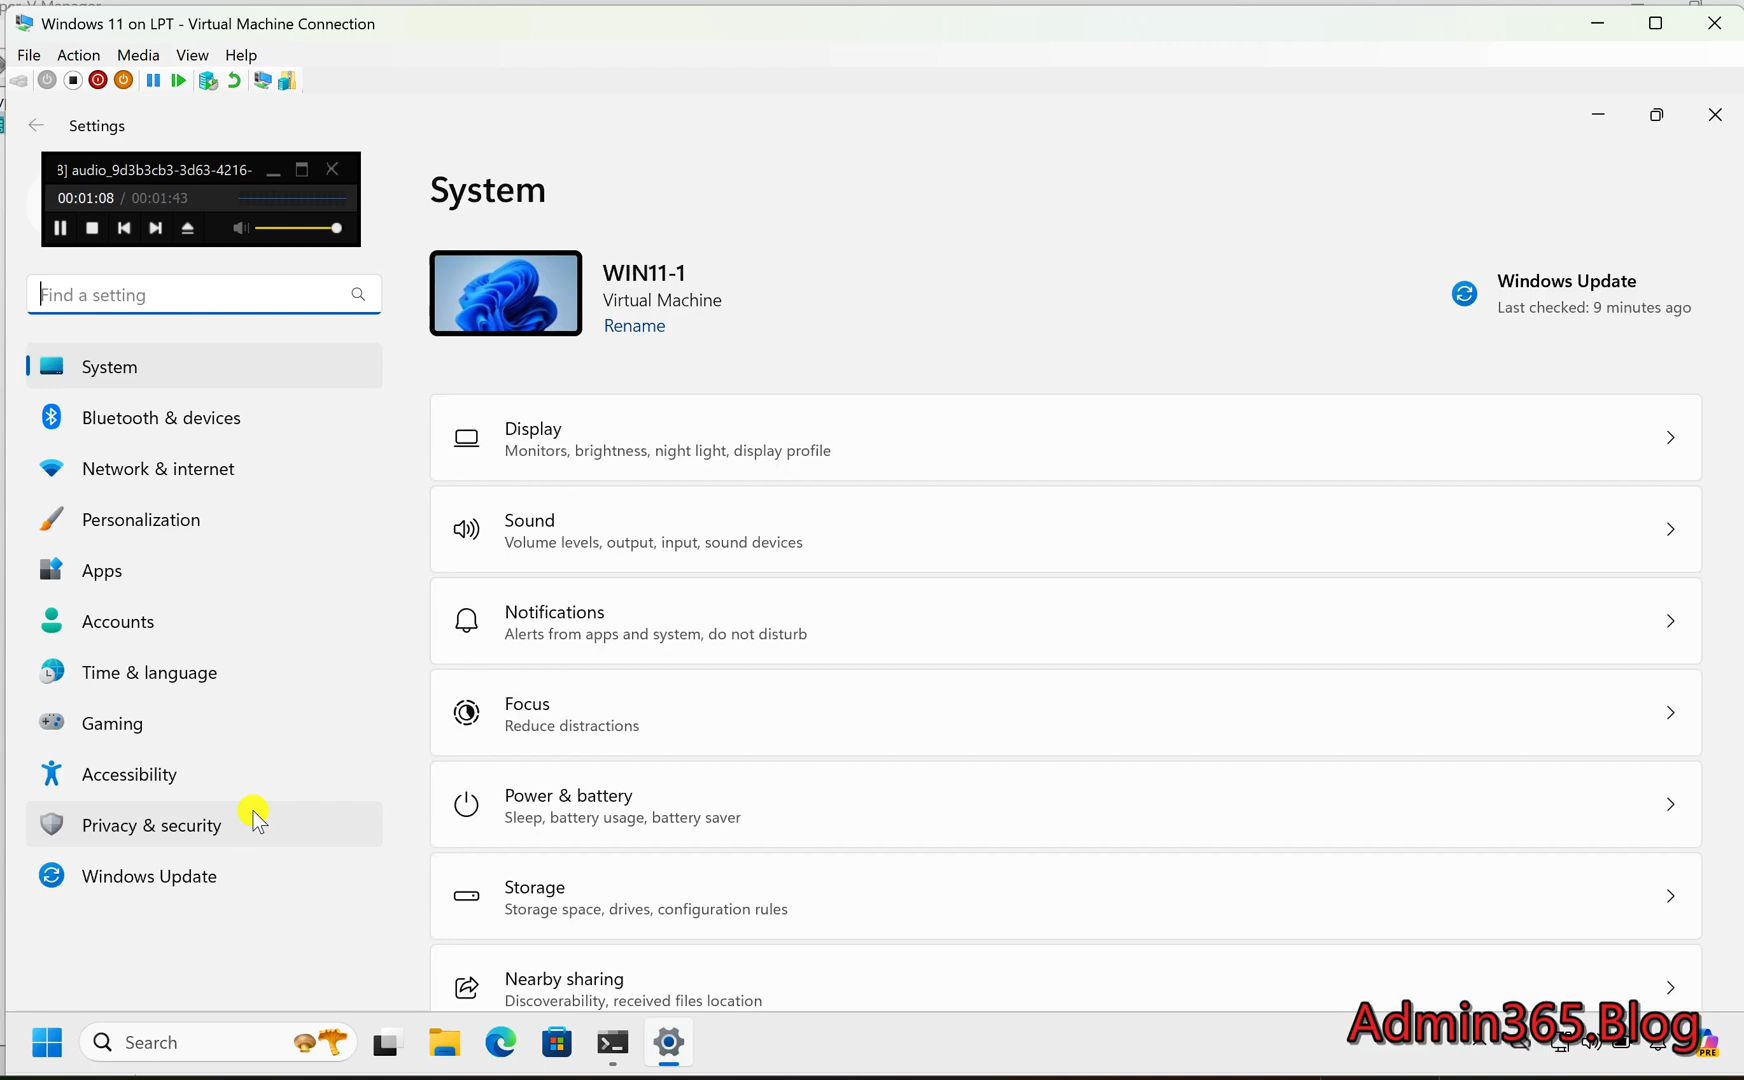 Windows 11 on LPT - Virtual Machine Connection
File Action Media View Help
Settings
8] audio_9d3b3cb3-3d63-4216-
00:01:08 / 00:01:43
Find a setting
System
Bluetooth & devices
Network & internet
Personalization
Apps
Accounts
Time & language
Gaming
Accessibility
Privacy & security
Windows Update
System
WIN11-1
Virtual Machine
Rename
Windows Update
Last checked: 9 minutes ago
Display
Monitors, brightness, night light, display profile
Sound
Volume levels, output, input, sound devices
Notifications
Alerts from apps and system, do not disturb
Focus
Reduce distractions
Power & battery
Sleep, battery usage, battery saver
Storage
Storage space, drives, configuration rules
Nearby sharing
Discoverability, received files location
Search
Admin365.Blog
PRE